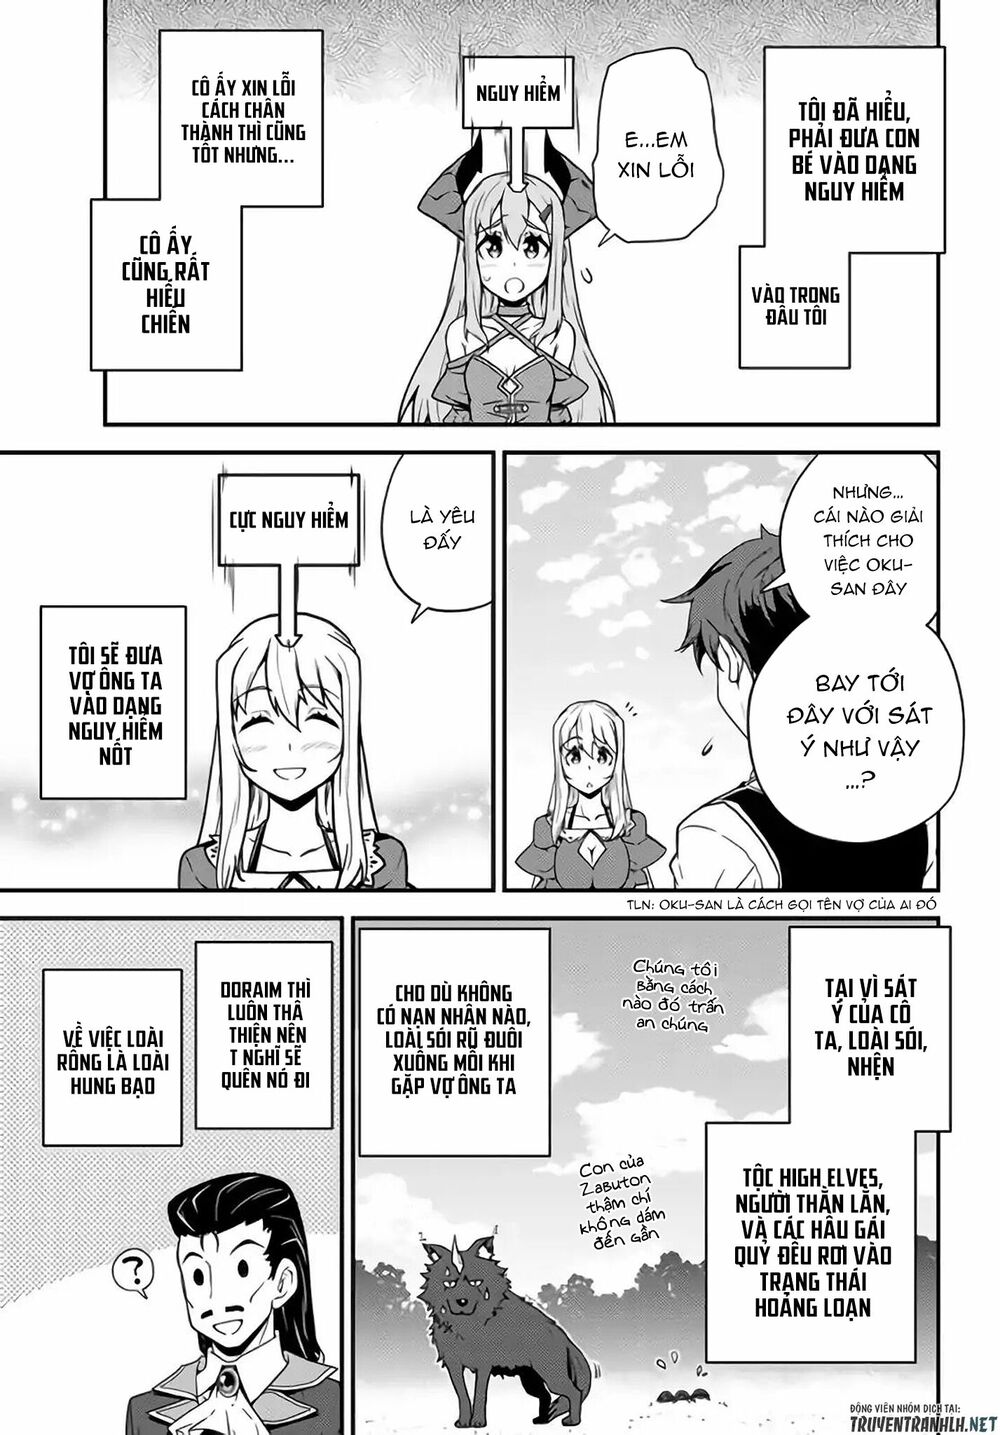 TÔI ĐÃ HIỂU,
PHẢI ĐƯA CON
BÉ VÀO DẠNG
NGUY HIỂM
VÀO TRONG
ĐẦU TÔI
E...EM
XIN LỖI
NGUY HIỂM
CÔ ẤY XIN LỖI
CÁCH CHÂN
THÀNH THÌ CŨNG
TỐT NHƯNG...
CÔ ẤY
CŨNG RẤT
HIẾU
CHIẾN
NHƯNG...
CÁI NÀO GIẢI
THÍCH CHO
VIỆC OKU-
SAN ĐÂY
BAY TỚI
ĐÂY VỚI SÁT
Ý NHƯ VẬY
...?
TLN: OKU-SAN LÀ CÁCH GỌI TÊN VỢ CỦA AI ĐÓ
LÀ YÊU
ĐẤY
CỰC NGUY HIỂM
TÔI SẼ ĐƯA
VỢ ÔNG TA
VÀO DẠNG
NGUY HIỂM
NỐT
TẠI VÌ SÁT
Ý CỦA CÔ
TA, LOÀI SÓI,
NHỆN
TỘC HIGH ELVES,
NGƯỜI THẰN LẰN,
VÀ CÁC HẦU GÁI
QUỶ ĐỀU RƠI VÀO
TRẠNG THÁI
HOẢNG LOẠN
Chúng tôi
bằng cách
nào đó trấn
an chúng
CHO DÙ KHÔNG
CÓ NẠN NHÂN NÀO,
LOÀI SÓI RŨ ĐUÔI
XUỐNG MỖI KHI
GẶP VỢ ÔNG TA
Con của
Zabuton
thậm chí
không dám
đến gần
DORAIM THÌ
LUÔN THÂ
THIỆN NÊN
T NGHĨ SẼ
QUÊN NÓ ĐI
VỀ VIỆC LOÀI
RỒNG LÀ LOÀI
HUNG BẠO
?
ĐỘNG VIÊN NHÓM DỊCH TẠI:
TRUYENTRANHLH.NET